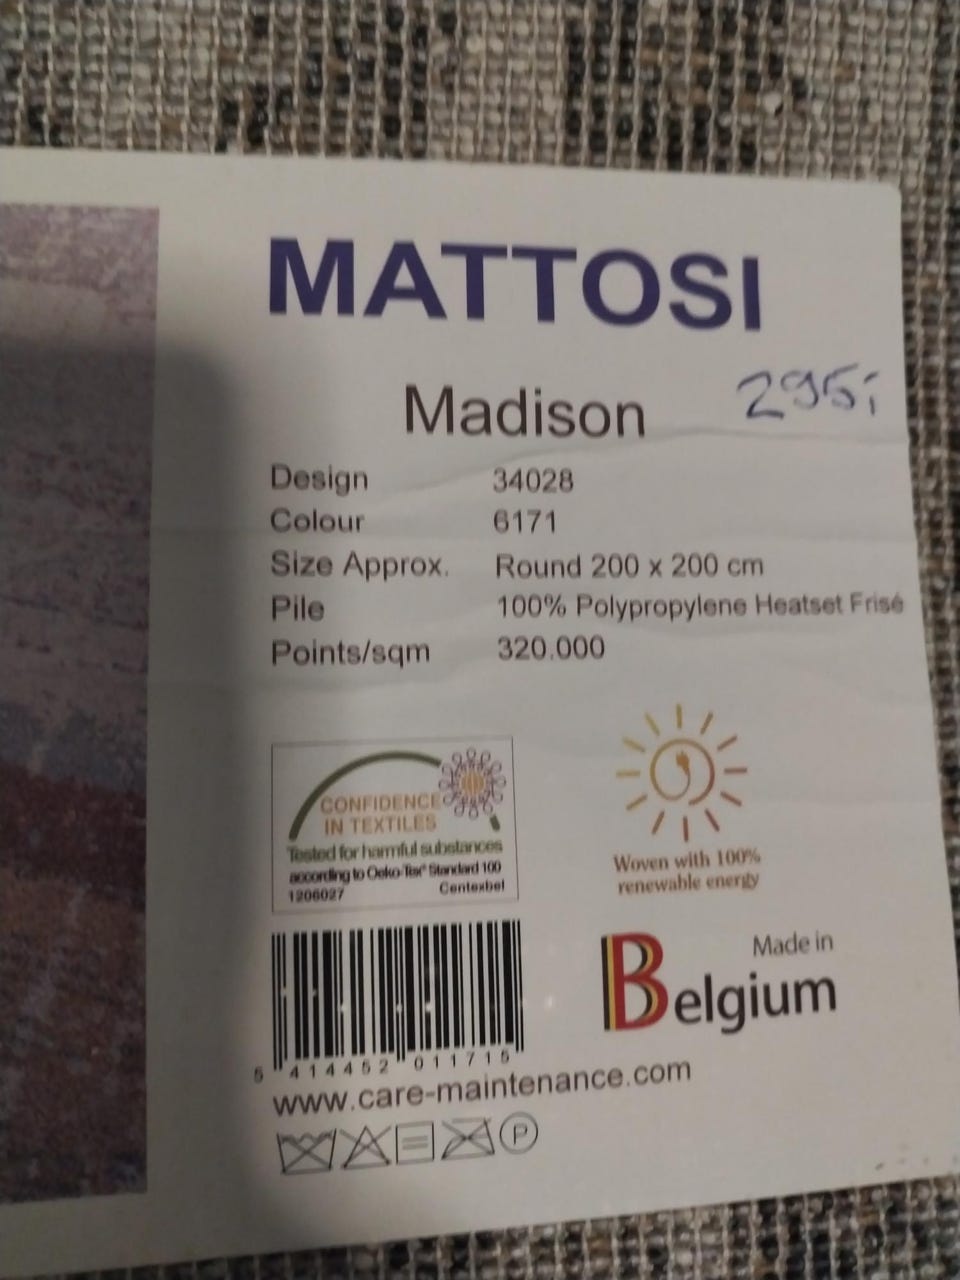 MATTOSI
Madison
Design 34028
Colour 6171
Size Approx. Round 200 x 200 cm
Pile 100% Polypropylene Heatset Frisé
Points/sqm 320.000
CONFIDENCE
IN TEXTILES
Tested for harmful substances
according to Oeko-Tex® Standard 100
1206027 Centexbel
Woven with 100%
renewable energy
Made in
Belgium
5 414452 011715
www.care-maintenance.com
P